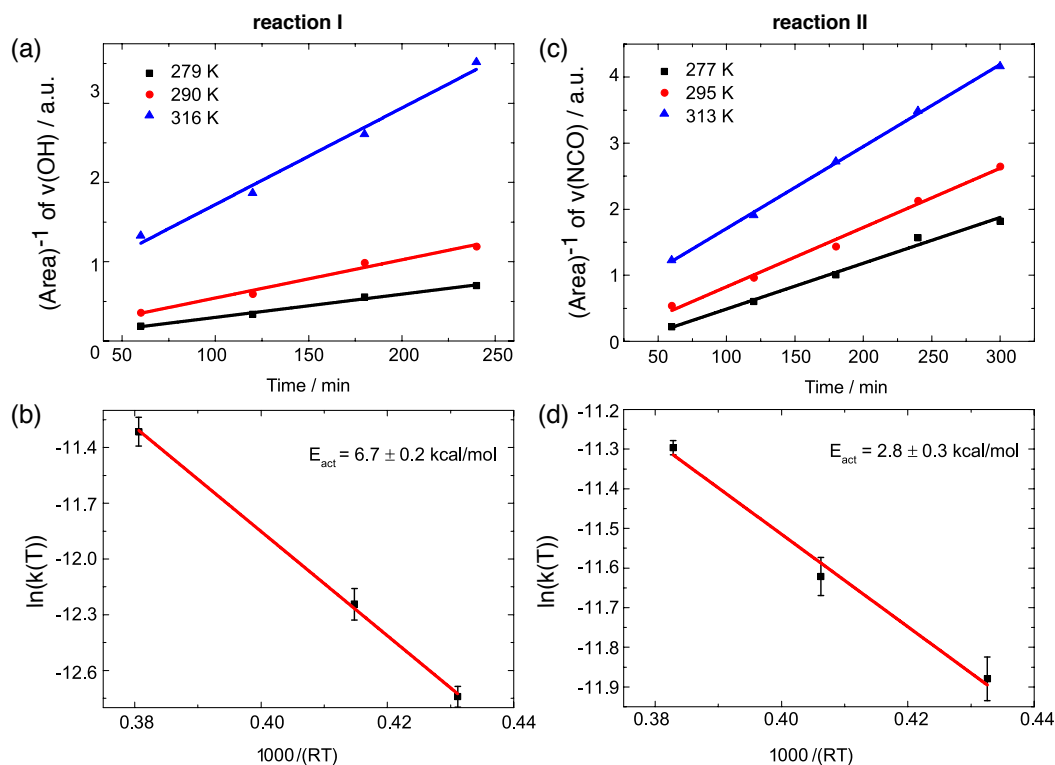 reaction I
(a)
279 K
290 K
316 K
(Area)⁻¹ of ν(OH) / a.u.
3
2
1
0
50 100 150 200 250
Time / min
(b)
E_act = 6.7 ± 0.2 kcal/mol
ln(k(T))
-11.4
-11.7
-12.0
-12.3
-12.6
0.38 0.40 0.42 0.44
1000/(RT)
reaction II
(c)
277 K
295 K
313 K
(Area)⁻¹ of ν(NCO) / a.u.
4
3
2
1
0
50 100 150 200 250 300
Time / min
(d)
E_act = 2.8 ± 0.3 kcal/mol
ln(k(T))
-11.2
-11.3
-11.4
-11.5
-11.6
-11.7
-11.8
-11.9
0.38 0.40 0.42 0.44
1000/(RT)